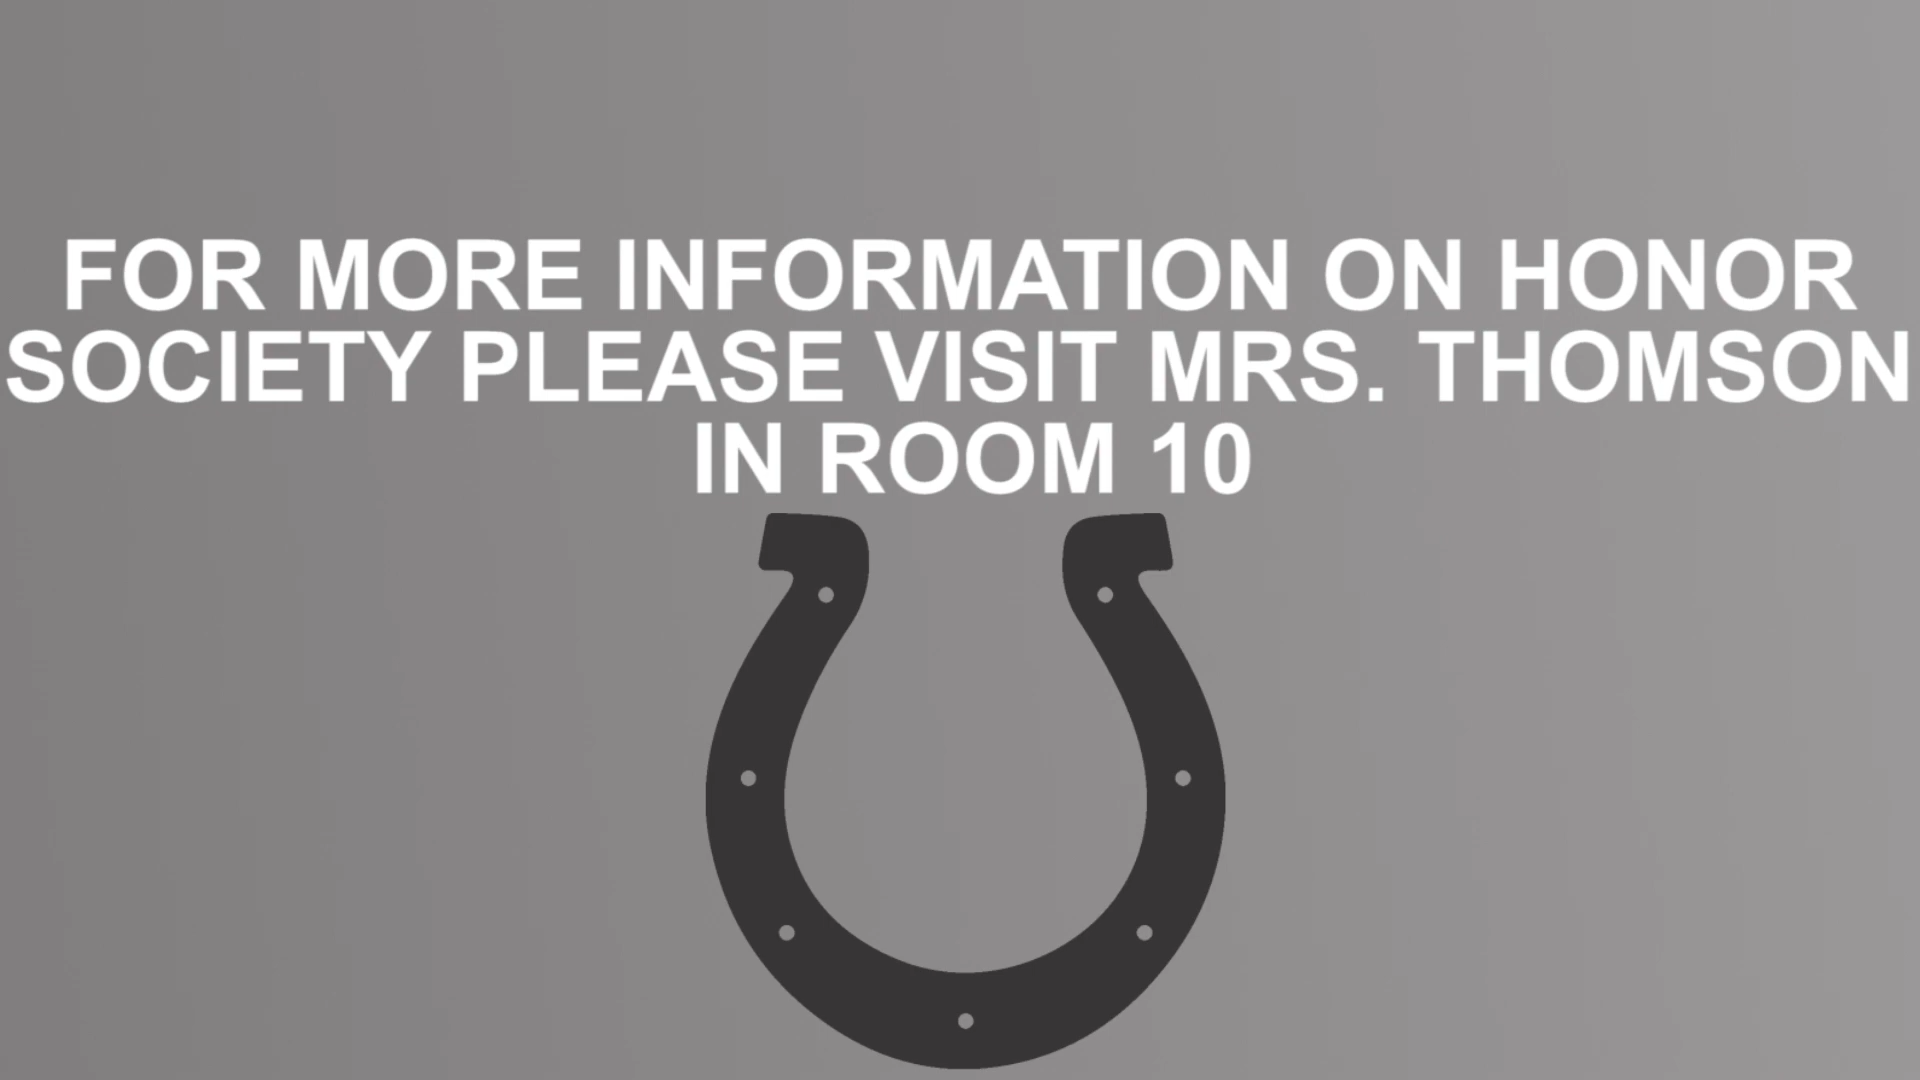 FOR MORE INFORMATION ON HONOR
SOCIETY PLEASE VISIT MRS. THOMSON
IN ROOM 10